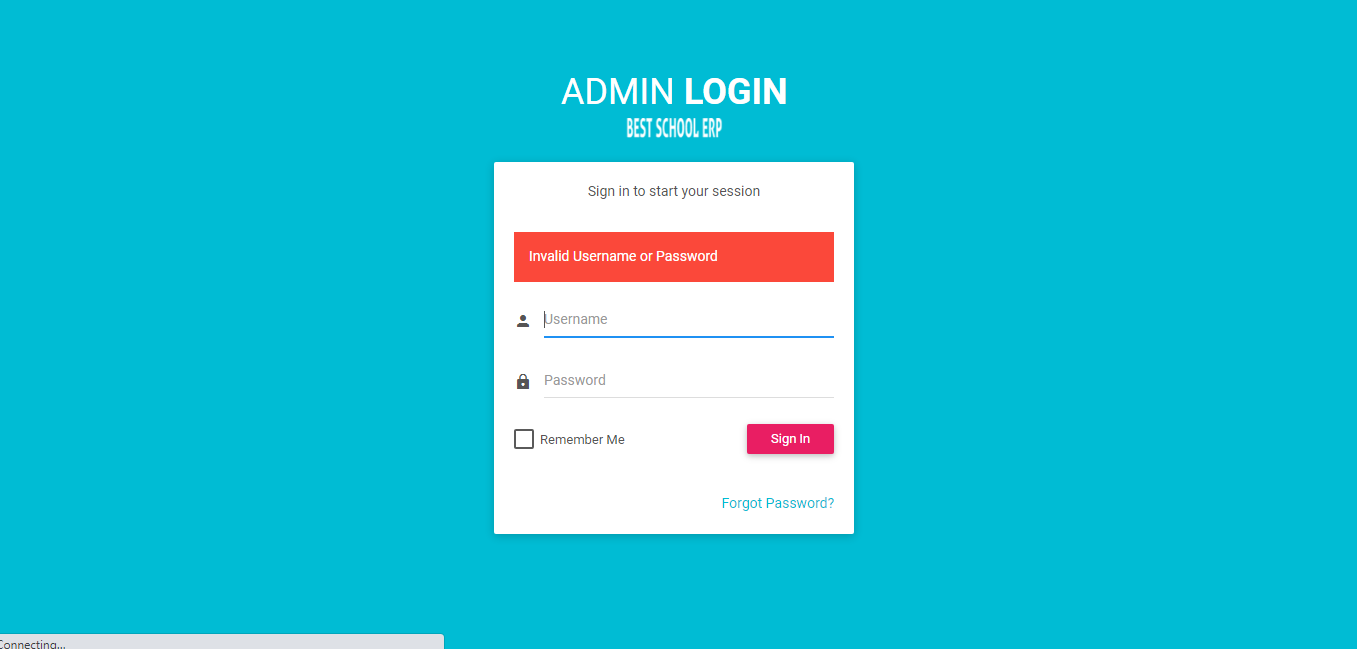 ADMIN LOGIN
BEST SCHOOL ERP
Sign in to start your session
Invalid Username or Password
Username
Password
Remember Me
Sign In
Forgot Password?
Connecting...